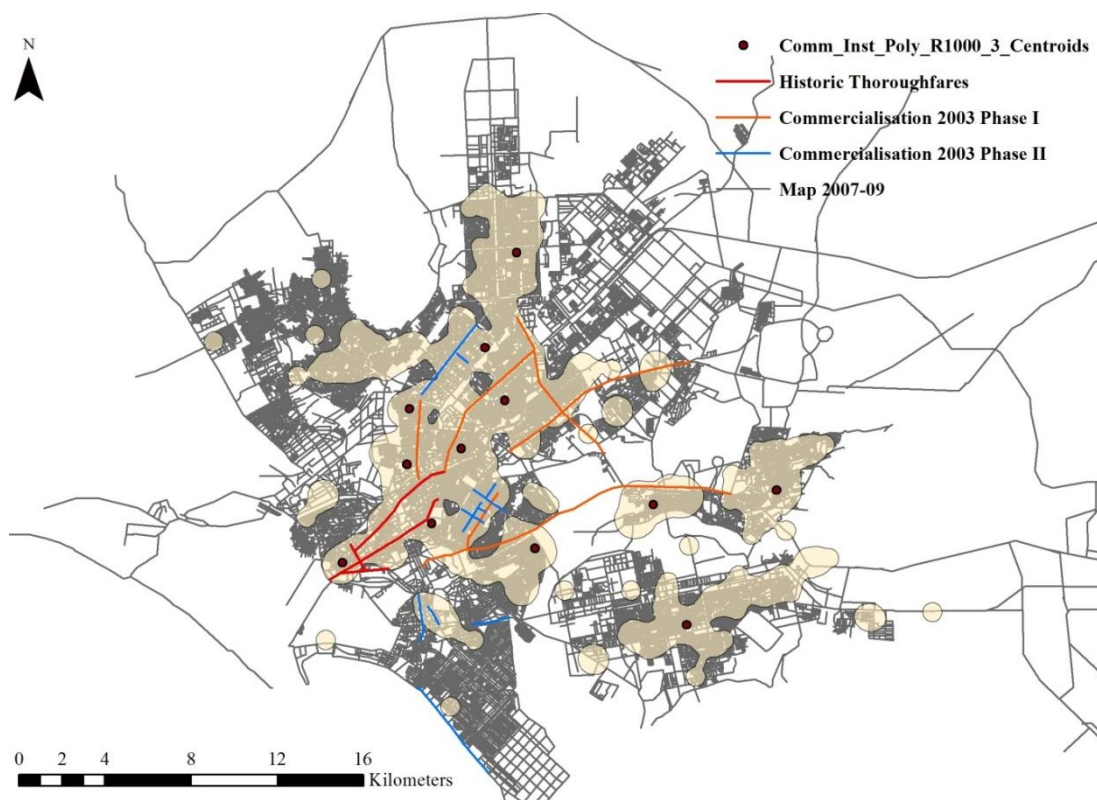 N
Comm_Inst_Poly_R1000_3_Centroids
Historic Thoroughfares
Commercialisation 2003 Phase I
Commercialisation 2003 Phase II
Map 2007-09
0 2 4 8 12 16
Kilometers